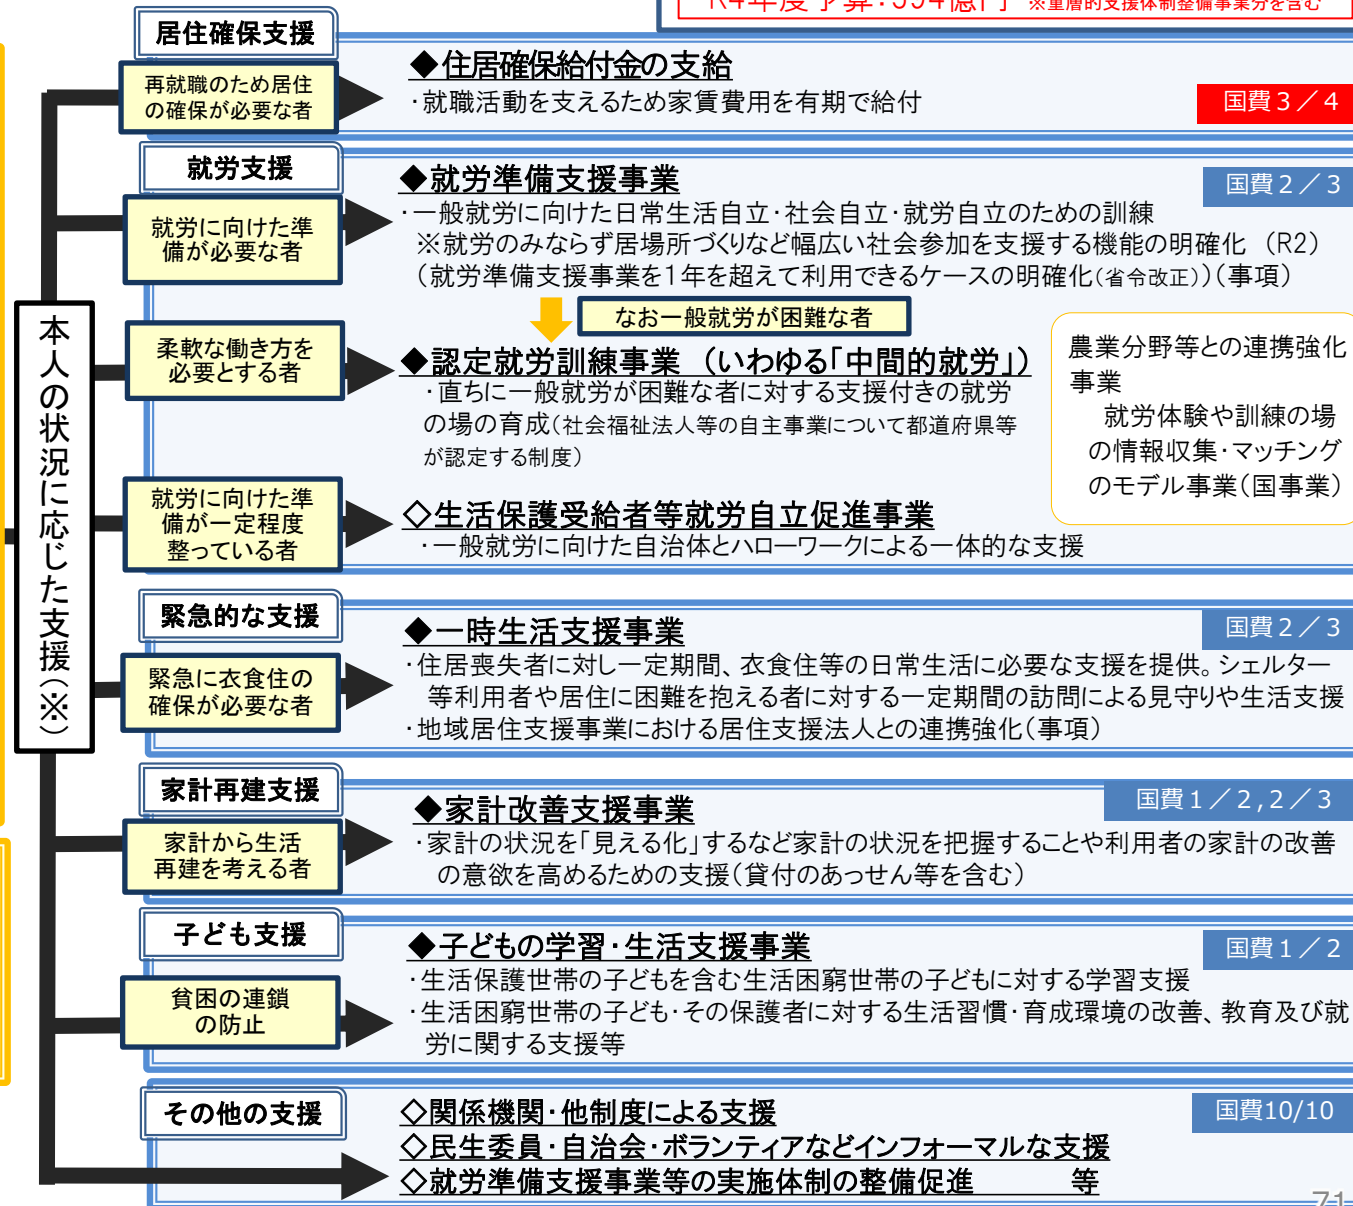 R4年度予算:594億円 ※重層的支援体制整備事業分を含む
居住確保支援
再就職のため居住
の確保が必要な者
◆住居確保給付金の支給
・就職活動を支えるため家賃費用を有期で給付
国費3/4
就労支援
就労に向けた準
備が必要な者
◆就労準備支援事業
国費2/3
・一般就労に向けた日常生活自立・社会自立・就労自立のための訓練
※就労のみならず居場所づくりなど幅広い社会参加を支援する機能の明確化 (R2)
(就労準備支援事業を1年を超えて利用できるケースの明確化(省令改正))(事項)
なお一般就労が困難な者
柔軟な働き方を
必要とする者
◆認定就労訓練事業 (いわゆる「中間的就労」)
・直ちに一般就労が困難な者に対する支援付きの就労
の場の育成(社会福祉法人等の自主事業について都道府県等
が認定する制度)
農業分野等との連携強化
事業
就労体験や訓練の場
の情報収集・マッチング
のモデル事業(国事業)
就労に向けた準
備が一定程度
整っている者
◇生活保護受給者等就労自立促進事業
・一般就労に向けた自治体とハローワークによる一体的な支援
本人の状況に応じた支援(※)
緊急的な支援
緊急に衣食住の
確保が必要な者
◆一時生活支援事業
国費2/3
・住居喪失者に対し一定期間、衣食住等の日常生活に必要な支援を提供。シェルター
等利用者や居住に困難を抱える者に対する一定期間の訪問による見守りや生活支援
・地域居住支援事業における居住支援法人との連携強化(事項)
家計再建支援
家計から生活
再建を考える者
◆家計改善支援事業
国費1/2,2/3
・家計の状況を「見える化」するなど家計の状況を把握することや利用者の家計の改善
の意欲を高めるための支援(貸付のあっせん等を含む)
子ども支援
貧困の連鎖
の防止
◆子どもの学習・生活支援事業
国費1/2
・生活保護世帯の子どもを含む生活困窮世帯の子どもに対する学習支援
・生活困窮世帯の子ども・その保護者に対する生活習慣・育成環境の改善、教育及び就
労に関する支援等
その他の支援
◇関係機関・他制度による支援
国費10/10
◇民生委員・自治会・ボランティアなどインフォーマルな支援
◇就労準備支援事業等の実施体制の整備促進 等
71